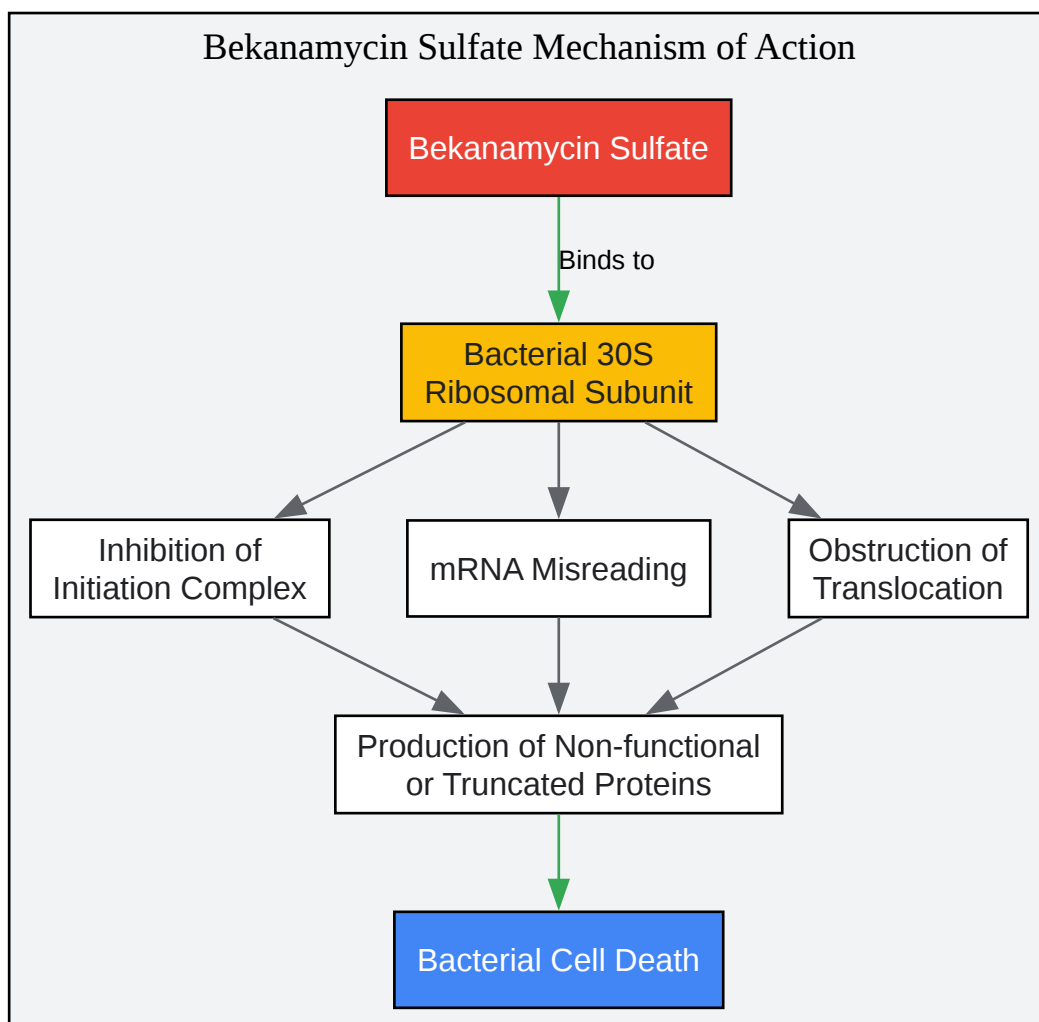 Bekanamycin Sulfate Mechanism of Action
Bekanamycin Sulfate
Binds to
Bacterial 30S
Ribosomal Subunit
Inhibition of
Initiation Complex
mRNA Misreading
Obstruction of
Translocation
Production of Non-functional
or Truncated Proteins
Bacterial Cell Death